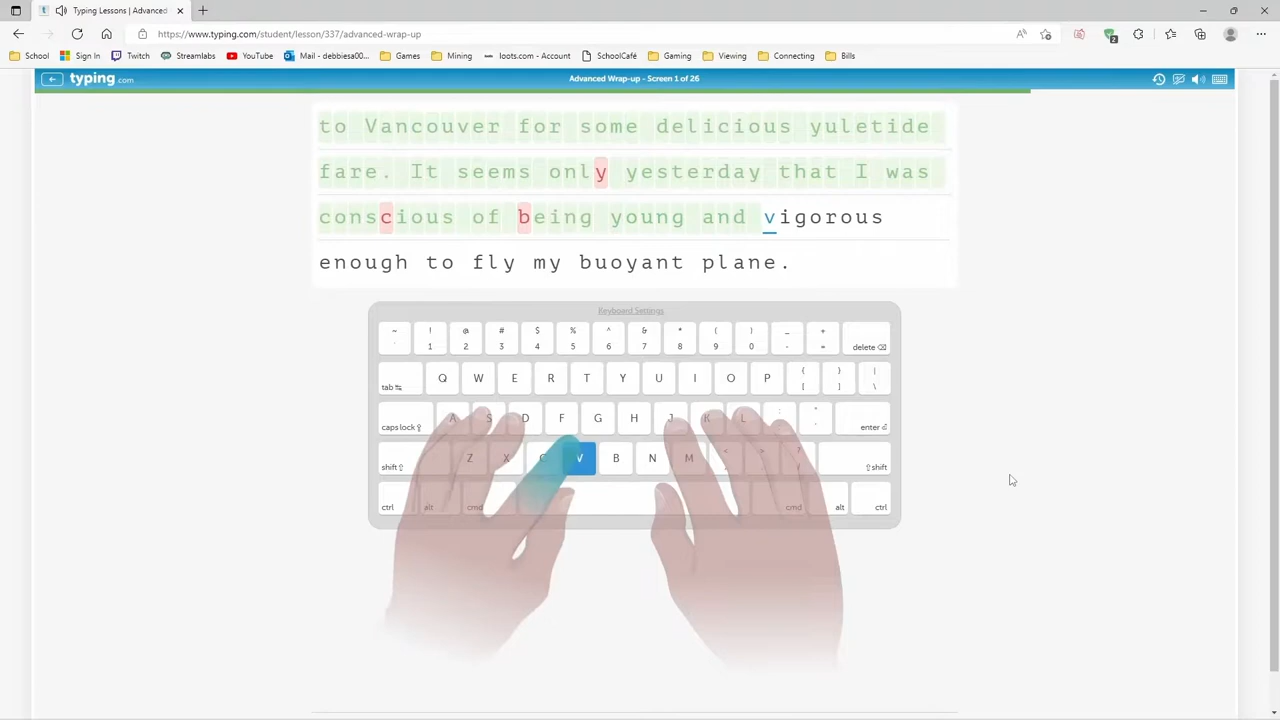 Typing Lessons | Advanced
https://www.typing.com/student/lesson/337/advanced-wrap-up
School Sign In Twitch Streamlabs YouTube Mail - debbiesa00... Games Mining loots.com - Account SchoolCafé Gaming Viewing Connecting Bills
typing.com Advanced Wrap-up - Screen 1 of 26
to Vancouver for some delicious yuletide
fare. It seems only yesterday that I was
conscious of being young and vigorous
enough to fly my buoyant plane.
Keyboard Settings
~ ! @ # $ % ^ & * ( ) _ +
` 1 2 3 4 5 6 7 8 9 0 - = delete
tab Q W E R T Y U I O P { [ } ] | \
caps lock A S D F G H J K L : ; " ' enter
shift Z X C V B N M < , > . ? / shift
ctrl alt cmd cmd alt ctrl